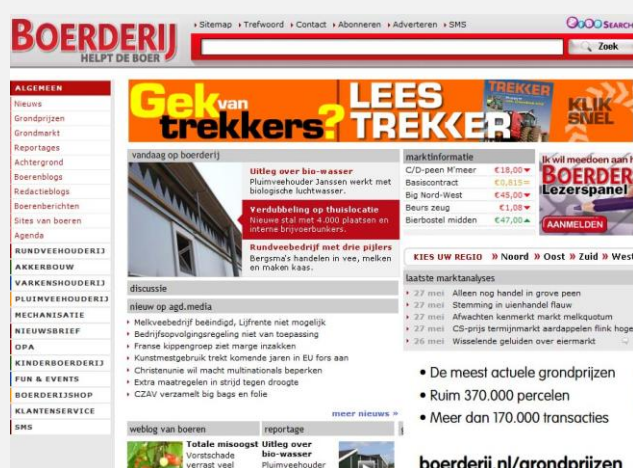 BOERDERIJ
HELPT DE BOER
Sitemap Trefwoord Contact Abonneren Adverteren SMS
SEARCH
Zoek
ALGEMEEN
Nieuws
Grondprijzen
Grondmarkt
Reportages
Achtergrond
Boerenblogs
Redactieblogs
Boerenberichten
Sites van boeren
Agenda
RUNDVEEHOUDERIJ
AKKERBOUW
VARKENSHOUDERIJ
PLUIMVEEHOUDERIJ
MECHANISATIE
NIEUWSBRIEF
OPA
KINDERBOERDERIJ
FUN & EVENTS
BOERDERIJSHOP
KLANTENSERVICE
SMS
Gek van
trekkers?
LEES
TREKKER
TREKKER
KLIK
SNEL
vandaag op boerderij
Uitleg over bio-wasser
Pluimveehouder Janssen werkt met
biologische luchtwasser.
Verdubbeling op thuislocatie
Nieuwe stal met 4.000 plaatsen en
interne brijvoerbunkers.
Rundveebedrijf met drie pijlers
Bergsma's handelen in vee, melken
en maken kaas.
discussie
nieuw op agd.media
Melkveebedrijf beëindigd, Lijfrente niet mogelijk
Bedrijfsopvolgingsregeling niet van toepassing
Franse kippengroep ziet marge inzakken
Kunstmestgebruik trekt komende jaren in EU fors aan
Christenunie wil macht multinationals beperken
Extra maatregelen in strijd tegen droogte
CZAV verzamelt big bags en folie
meer nieuws »
weblog van boeren
Totale misoogst
Vorstschade
verrast veel
reportage
Uitleg over
bio-wasser
Pluimveehouder
marktinformatie
C/D-peen M'meer €18,00
Basiscontract €0,815=
Big Nord-West €45,00
Beurs zeug €1,08
Bierbostel midden €47,00
Ik wil meedoen aan h
BOERDER
Lezerspanel
AANMELDEN
KIES UW REGIO » Noord » Oost » Zuid » West
laatste marktanalyses
27 mei Alleen nog handel in grove peen
27 mei Stemming in uienhandel flauw
27 mei Afwachten kenmerkt markt melkquotum
27 mei CS-prijs termijnmarkt aardappelen flink hoge
26 mei Wisselende geluiden over eiermarkt
• De meest actuele grondprijzen
• Ruim 370.000 percelen
• Meer dan 170.000 transacties
boerderij.nl/grondprijzen